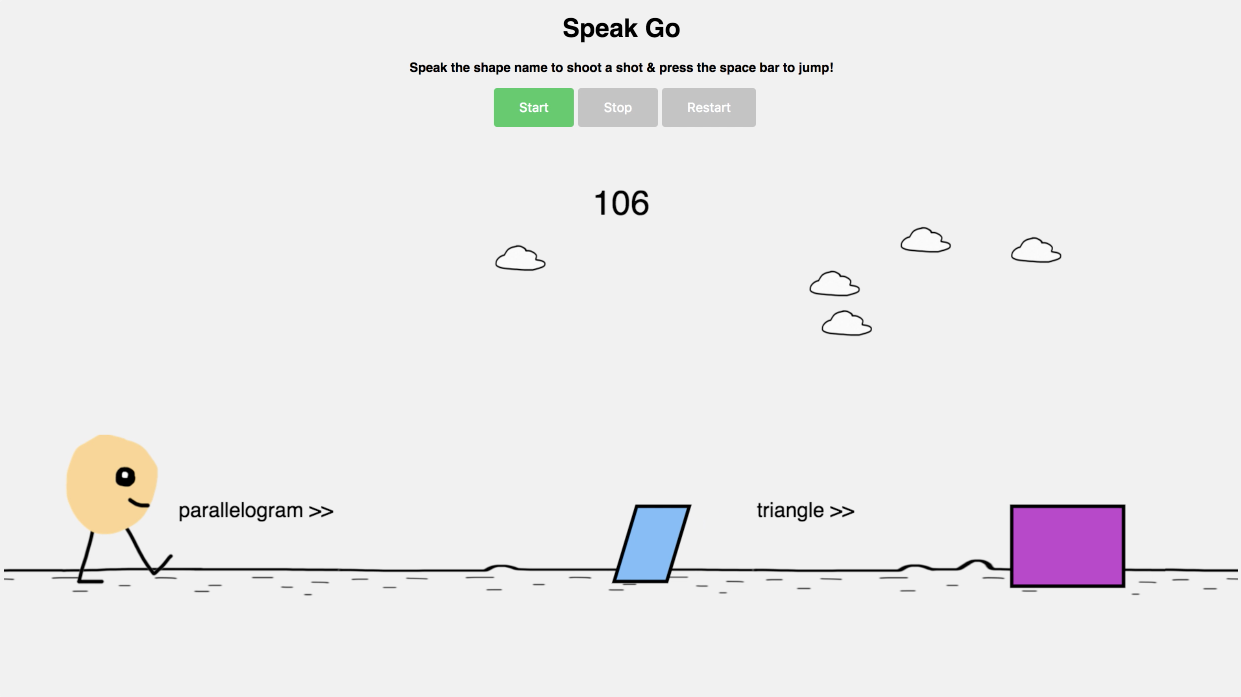 Speak Go
Speak the shape name to shoot a shot & press the space bar to jump!
Start Stop Restart
106
parallelogram >> triangle >>